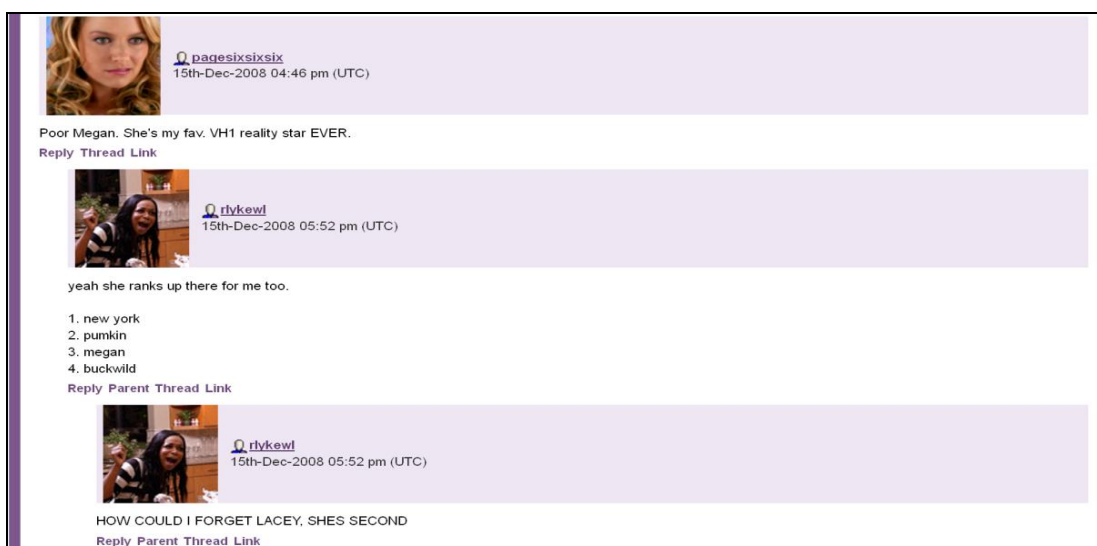 pagesixsixsix
15th-Dec-2008 04:46 pm (UTC)
Poor Megan. She's my fav. VH1 reality star EVER.
Reply Thread Link
rlykewl
15th-Dec-2008 05:52 pm (UTC)
yeah she ranks up there for me too.
1. new york
2. pumkin
3. megan
4. buckwild
Reply Parent Thread Link
rlykewl
15th-Dec-2008 05:52 pm (UTC)
HOW COULD I FORGET LACEY, SHES SECOND
Reply Parent Thread Link